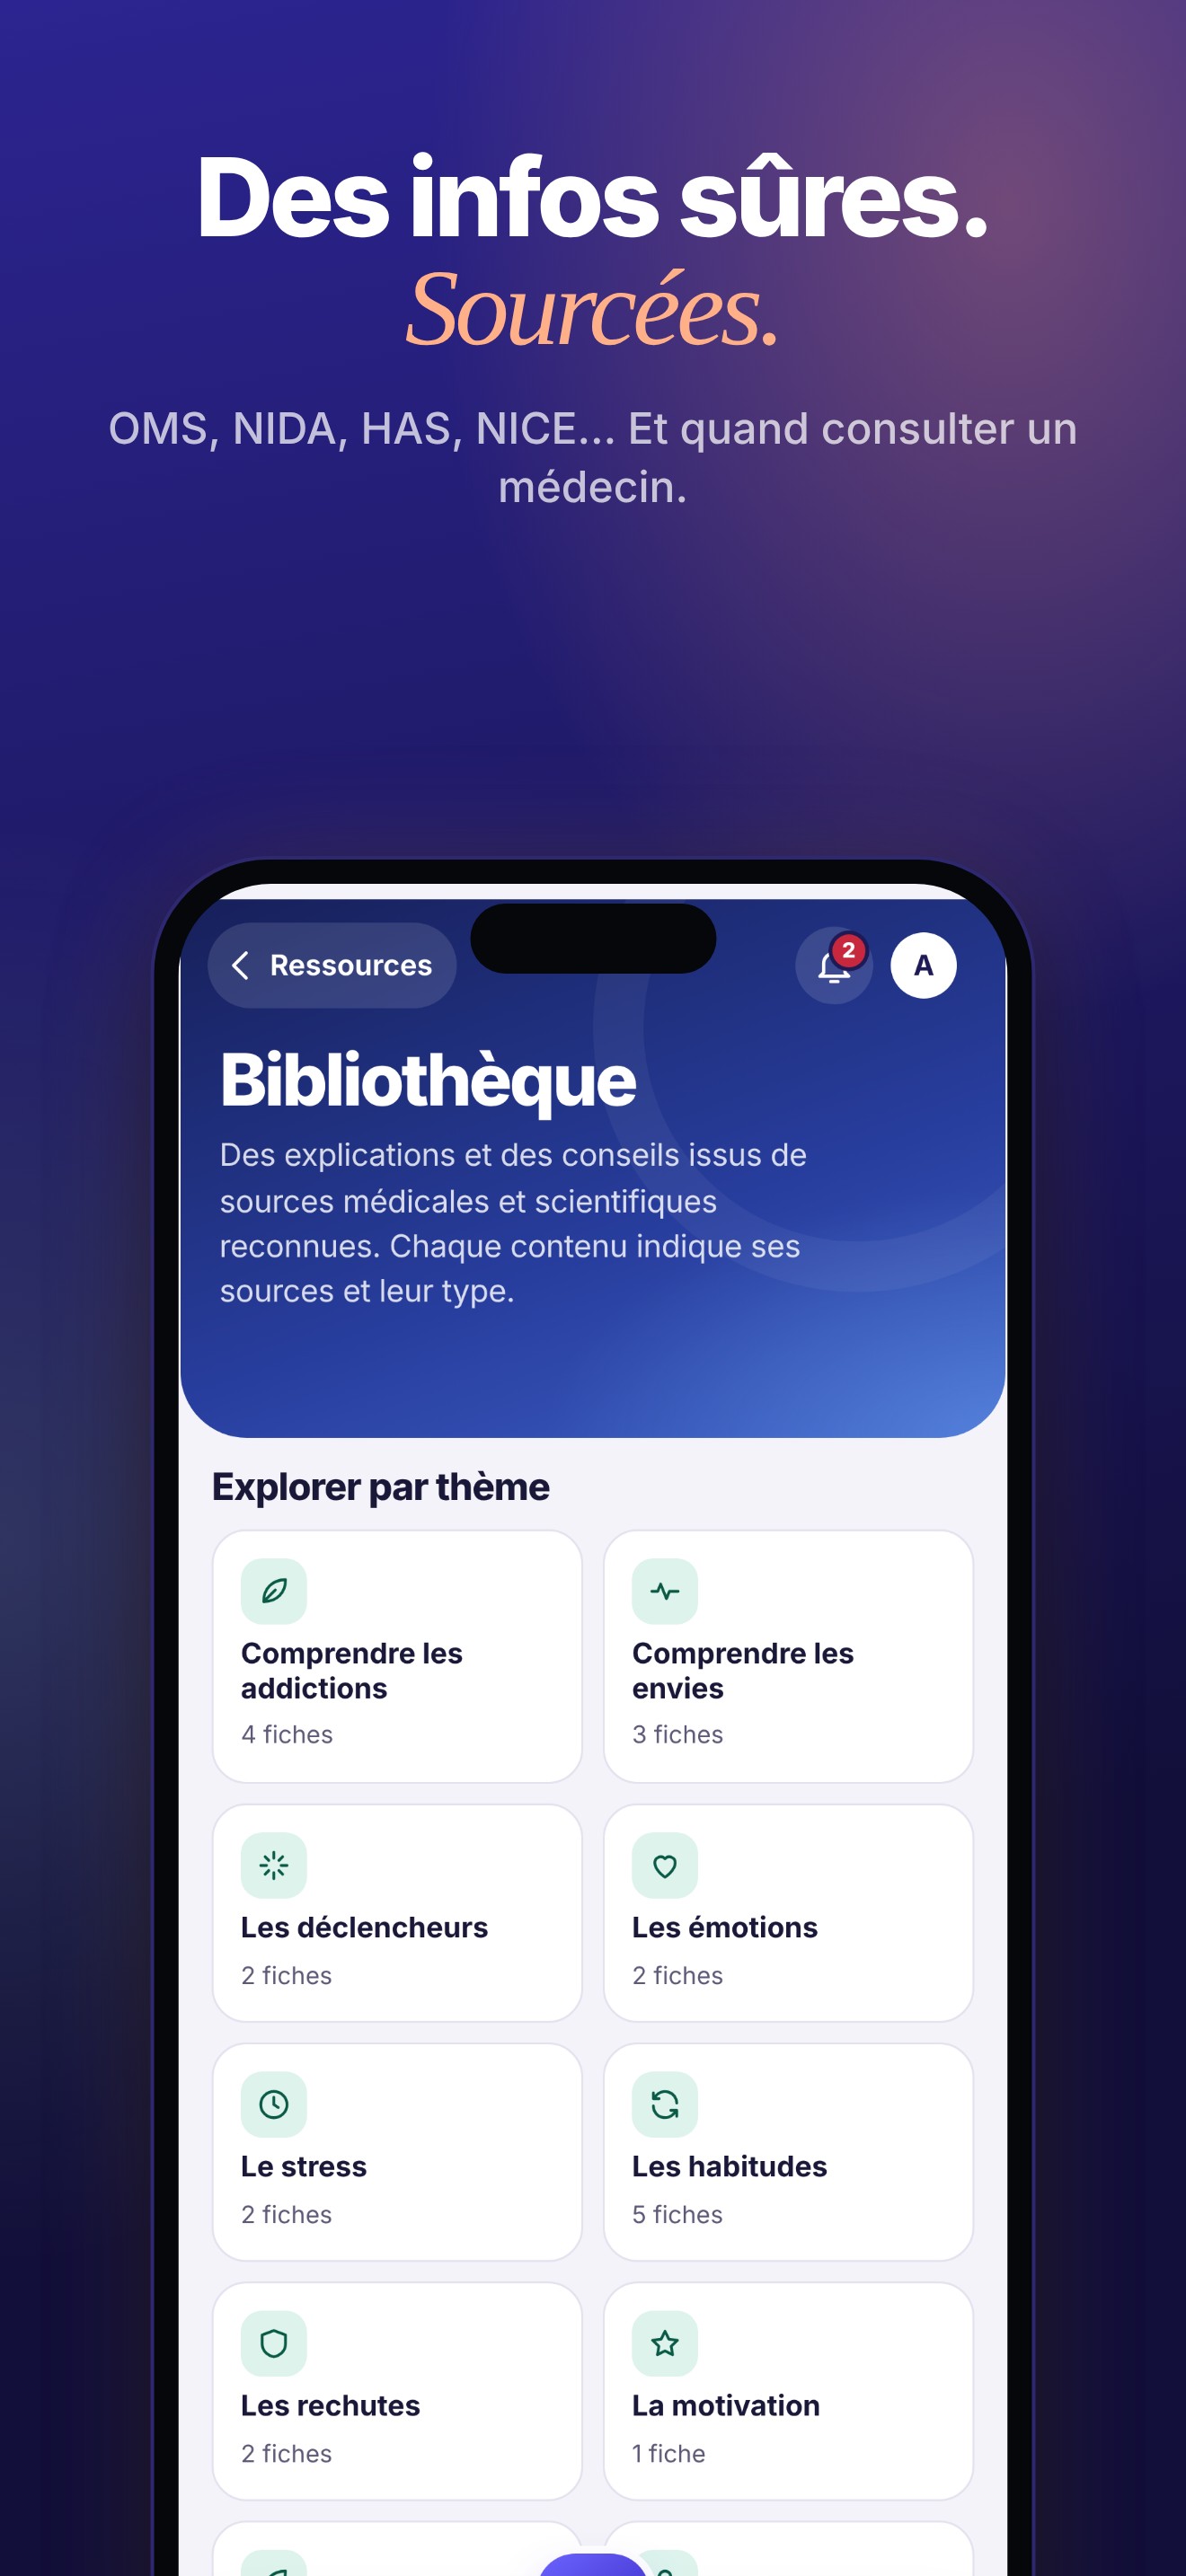 Des infos sûres.
Sourcées.
OMS, NIDA, HAS, NICE... Et quand consulter un
médecin.
Ressources
2
A
Bibliothèque
Des explications et des conseils issus de
sources médicales et scientifiques
reconnues. Chaque contenu indique ses
sources et leur type.
Explorer par thème
Comprendre les
addictions
4 fiches
Comprendre les
envies
3 fiches
Les déclencheurs
2 fiches
Les émotions
2 fiches
Le stress
2 fiches
Les habitudes
5 fiches
Les rechutes
2 fiches
La motivation
1 fiche